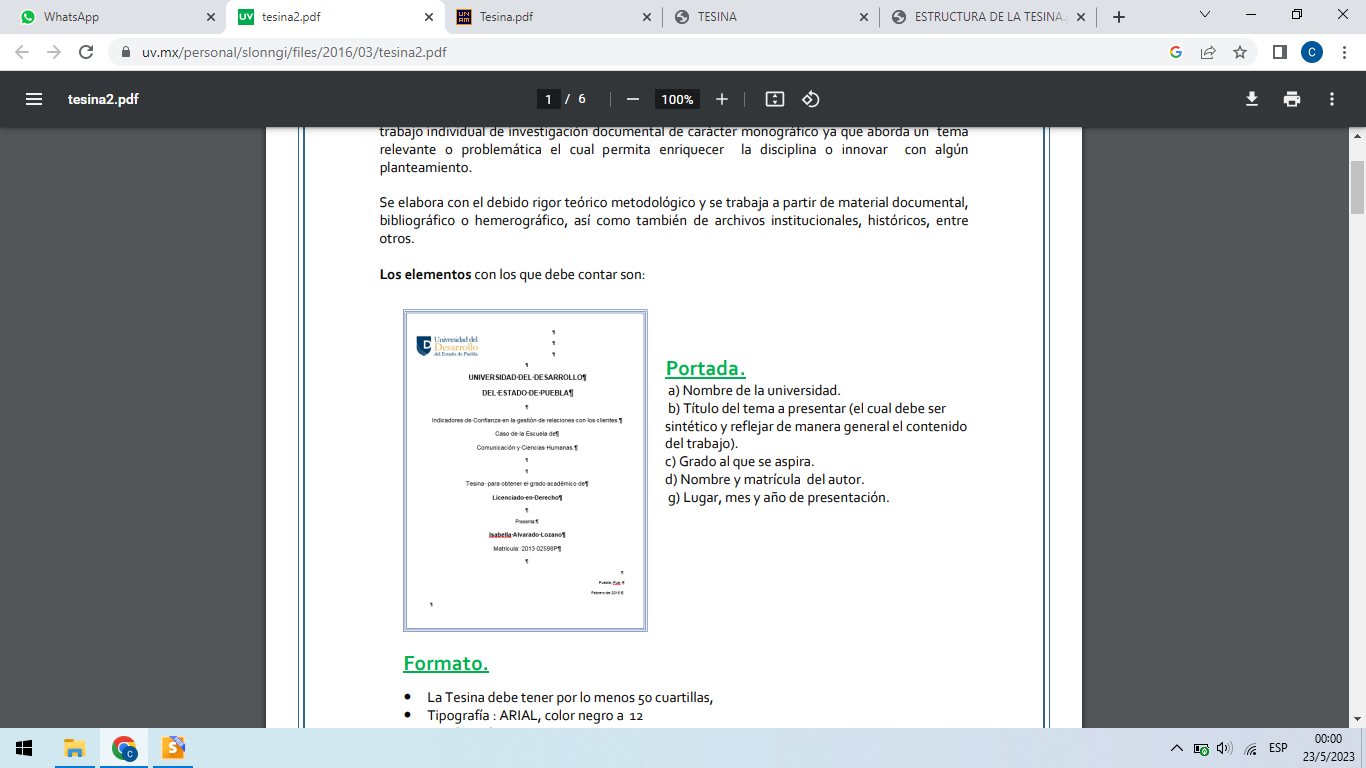 WhatsApp
UV tesina2.pdf
UN AM Tesina.pdf
TESINA
ESTRUCTURA DE LA TESINA.
uv.mx/personal/slonngi/files/2016/03/tesina2.pdf
C
tesina2.pdf
1 / 6
100%
trabajo individual de investigación documental de carácter monográfico ya que aborda un tema
relevante o problemática el cual permita enriquecer la disciplina o innovar con algún
planteamiento.
Se elabora con el debido rigor teórico metodológico y se trabaja a partir de material documental,
bibliográfico o hemerográfico, así como también de archivos institucionales, históricos, entre
otros.
Los elementos con los que debe contar son:
Universidad del
Desarrollo
del Estado de Puebla
UNIVERSIDAD·DEL·DESARROLLO¶
DEL·ESTADO·DE·PUEBLA¶
Indicadores·de·Confianza·en·la·gestión·de·relaciones·con·los·clientes.¶
Caso·de·la·Escuela·de¶
Comunicación·y·Ciencias·Humanas.¶
Tesina·para·obtener·el·grado·académico·de¶
Licenciado·en·Derecho¶
Presenta¶
Isabella·Alvarado·Lozano¶
Matricula:·2013·02598P¶
Puebla,·Pue.¶
Febrero·de·2016¶
Portada.
a) Nombre de la universidad.
b) Título del tema a presentar (el cual debe ser
sintético y reflejar de manera general el contenido
del trabajo).
c) Grado al que se aspira.
d) Nombre y matrícula del autor.
g) Lugar, mes y año de presentación.
Formato.
• La Tesina debe tener por lo menos 50 cuartillas,
• Tipografía : ARIAL, color negro a 12
C
S
ESP
00:00
23/5/2023